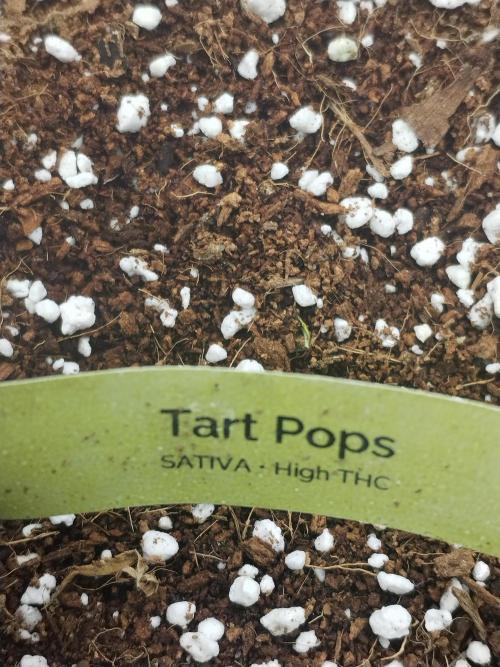 Tart Pops
SATIVA • High THC